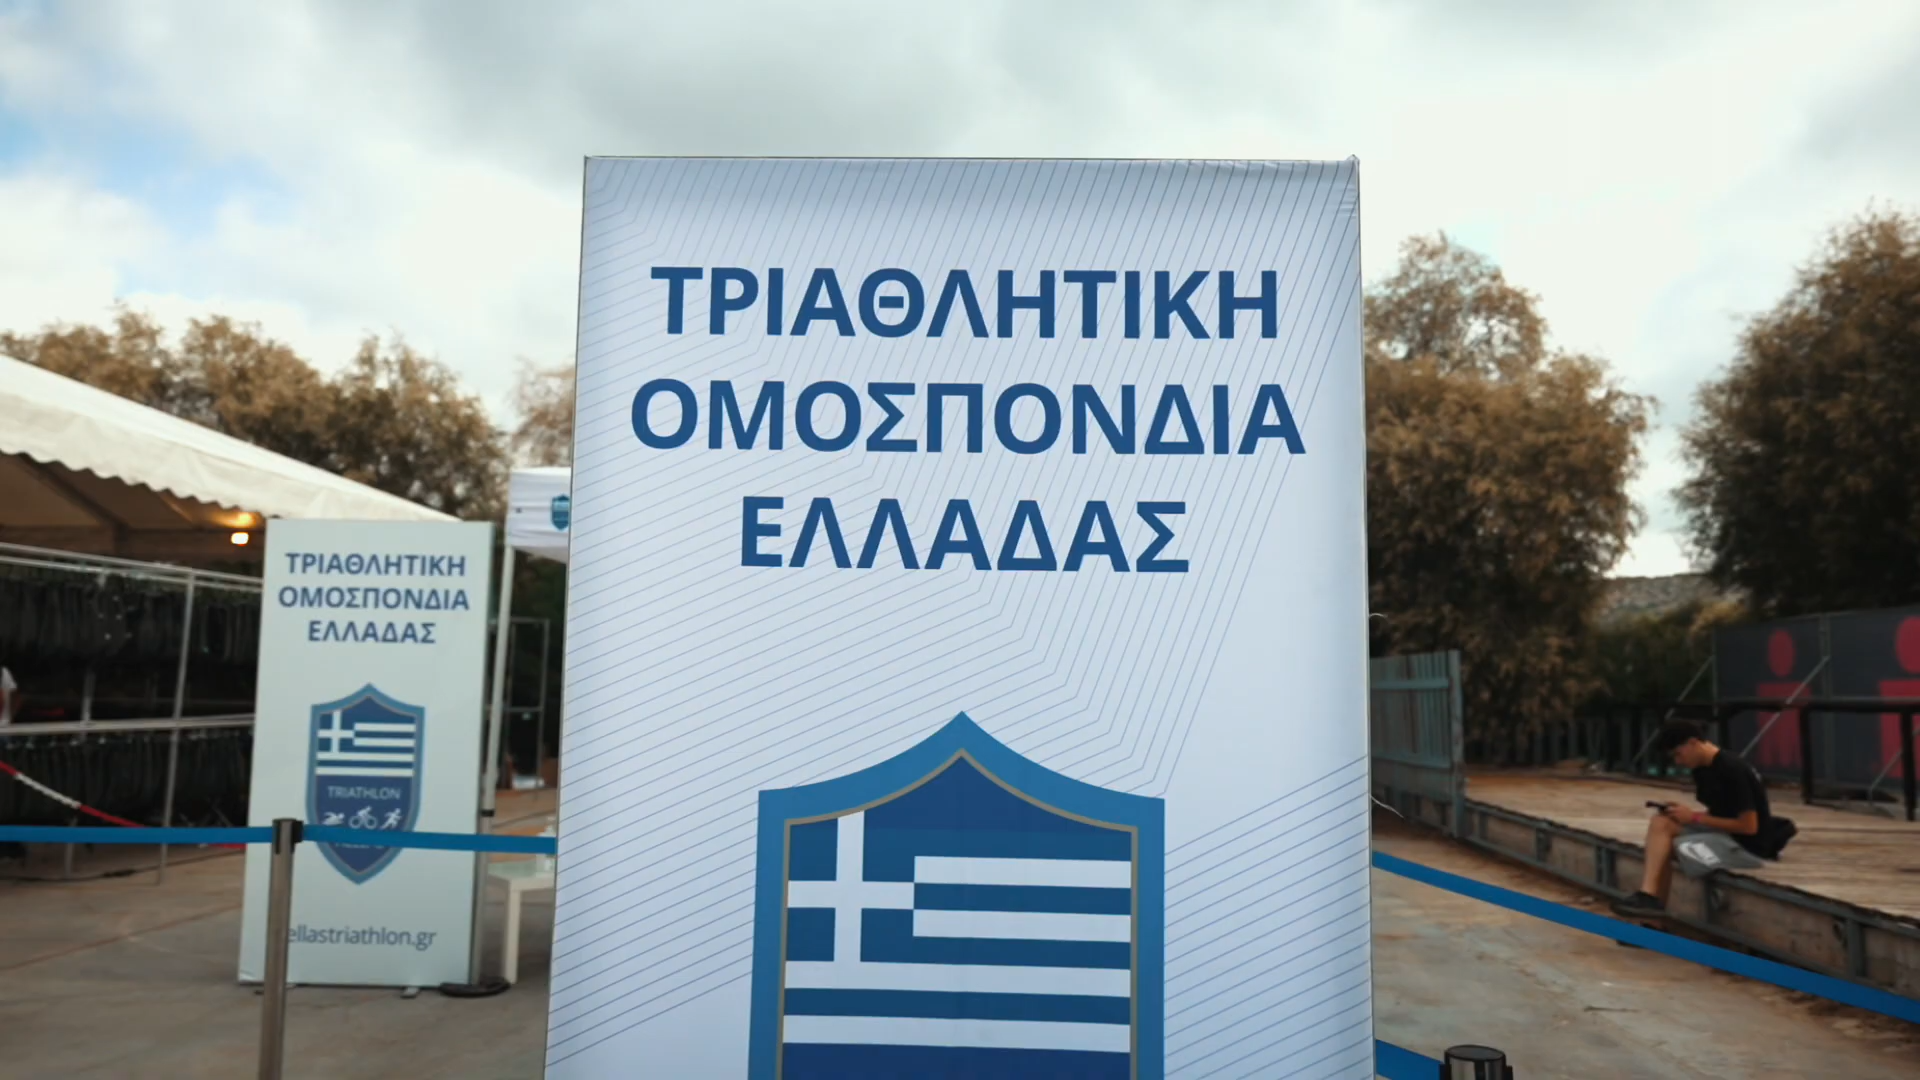 ΤΡΙΑΘΛΗΤΙΚΗ
ΟΜΟΣΠΟΝΔΙΑ
ΕΛΛΑΔΑΣ
ΤΡΙΑΘΛΗΤΙΚΗ
ΟΜΟΣΠΟΝΔΙΑ
ΕΛΛΑΔΑΣ
TRIATHLON
ellastriathlon.gr